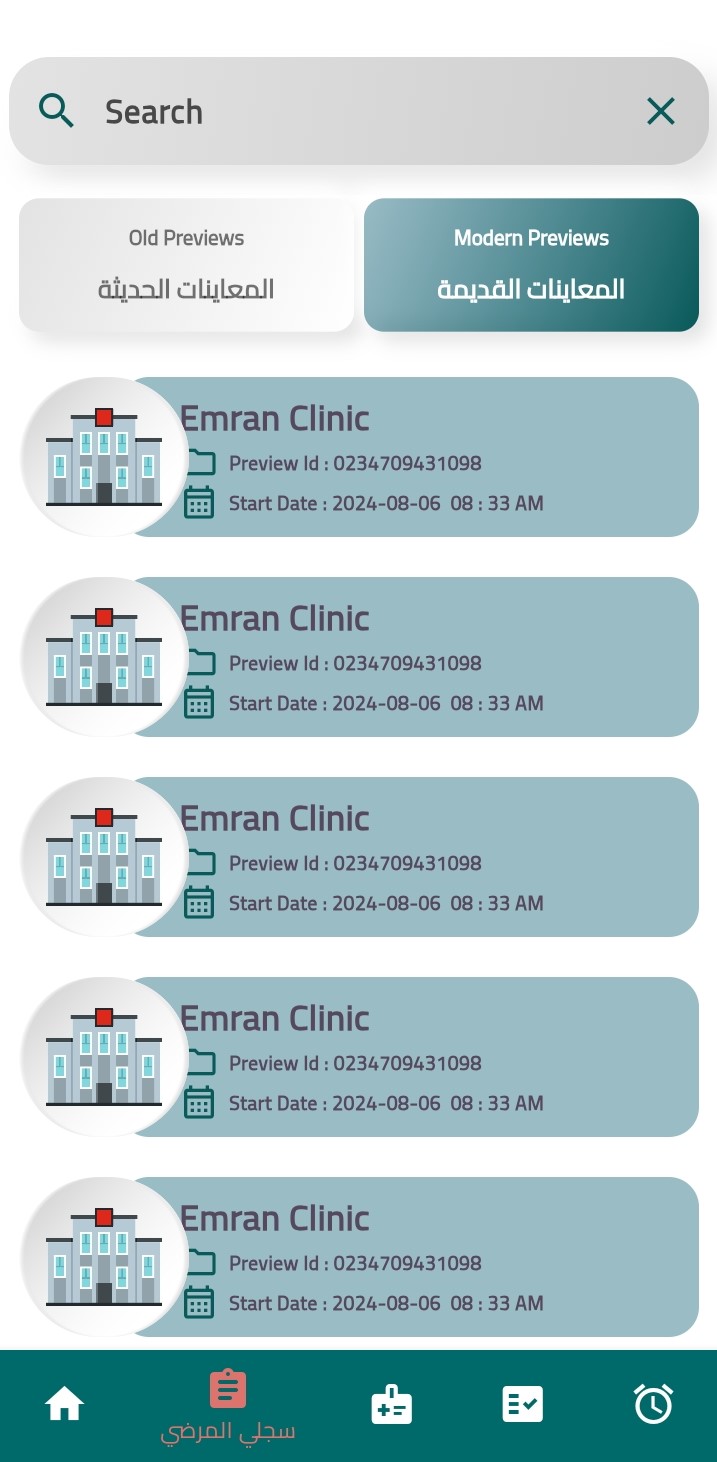 Search
Old Previews
المعاينات الحديثة
Modern Previews
المعاينات القديمة
Emran Clinic
Preview Id : 0234709431098
Start Date : 2024-08-06  08 : 33 AM
Emran Clinic
Preview Id : 0234709431098
Start Date : 2024-08-06  08 : 33 AM
Emran Clinic
Preview Id : 0234709431098
Start Date : 2024-08-06  08 : 33 AM
Emran Clinic
Preview Id : 0234709431098
Start Date : 2024-08-06  08 : 33 AM
Emran Clinic
Preview Id : 0234709431098
Start Date : 2024-08-06  08 : 33 AM
سجلي المرضي